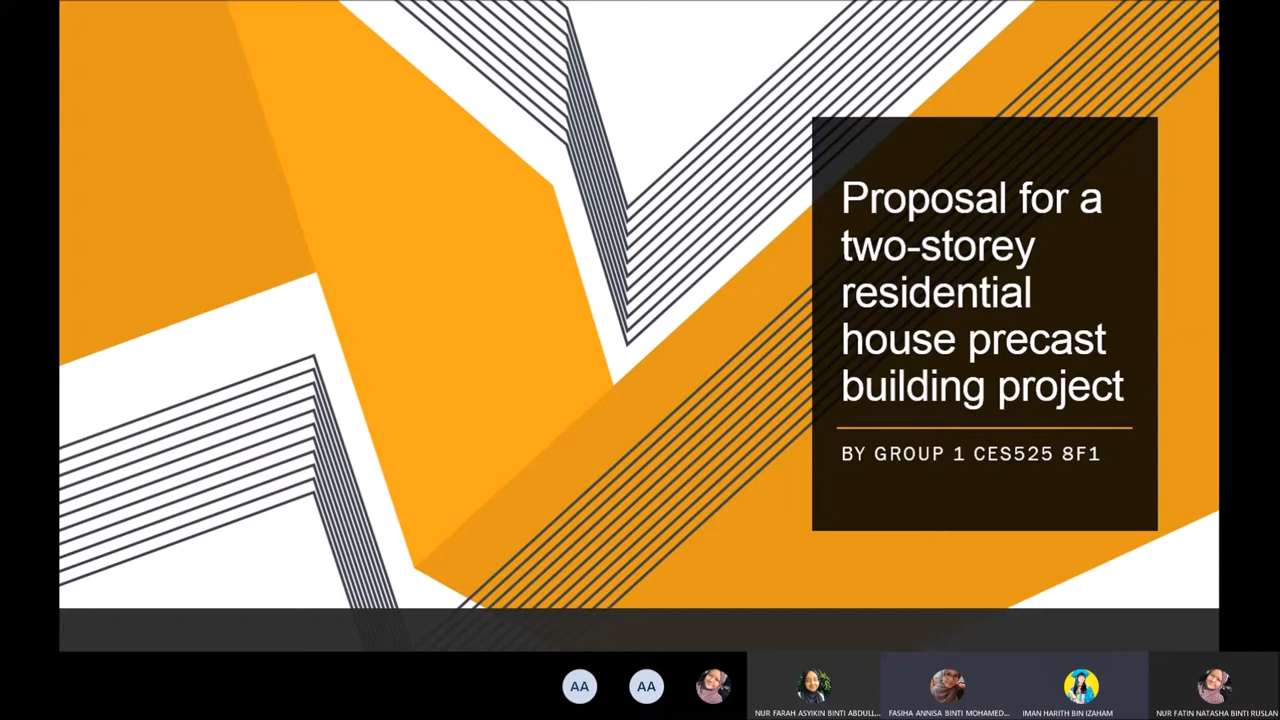 Proposal for a
two-storey
residential
house precast
building project
BY GROUP 1 CES525 8F1
AA
AA
NUR FARAH ASYIKIN BINTI ABDULL...
FASIHA ANNISA BINTI MOHAMED...
IMAN HARITH BIN IZAHAM
NUR FATIN NATASHA BINTI RUSLAN